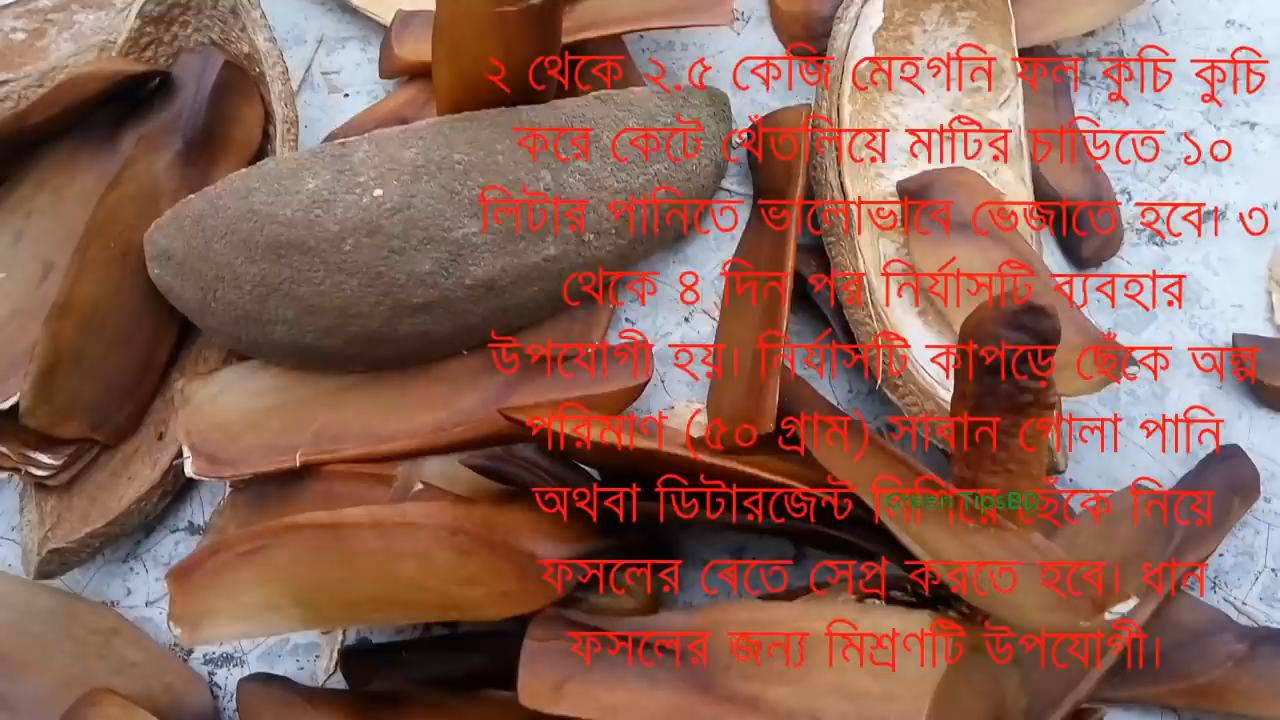 ২ থেকে ২.৫ কেজি মেহগনি ফল কুচি কুচি
করে কেটে থেঁতলিয়ে মাটির চাড়িতে ১০
লিটার পানিতে ভালোভাবে ভেজাতে হবে। ৩
থেকে ৪ দিন পর নির্যাসটি ব্যবহার
উপযোগী হয়। নির্যাসটি কাপড়ে ছেঁকে অল্প
পরিমাণ (৫০ গ্রাম) সাবান গোলা পানি
অথবা ডিটারজেন্ট মিশিয়ে ছেঁকে নিয়ে
Green TipsBD
ফসলের ৰেতে সেপ্র করতে হবে। ধান
ফসলের জন্য মিশ্রণটি উপযোগী।